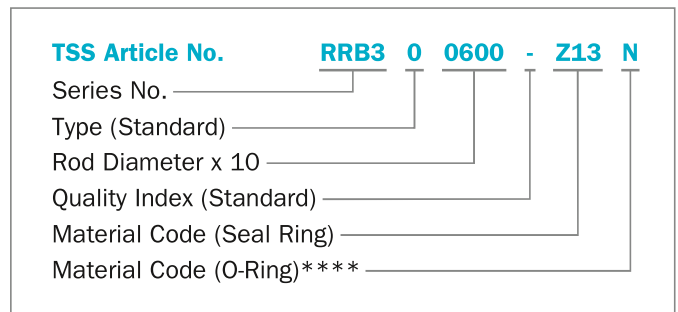 TSS Article No. RRB3 0 0600 - Z13 N
Series No.
Type (Standard)
Rod Diameter x 10
Quality Index (Standard)
Material Code (Seal Ring)
Material Code (O-Ring)****